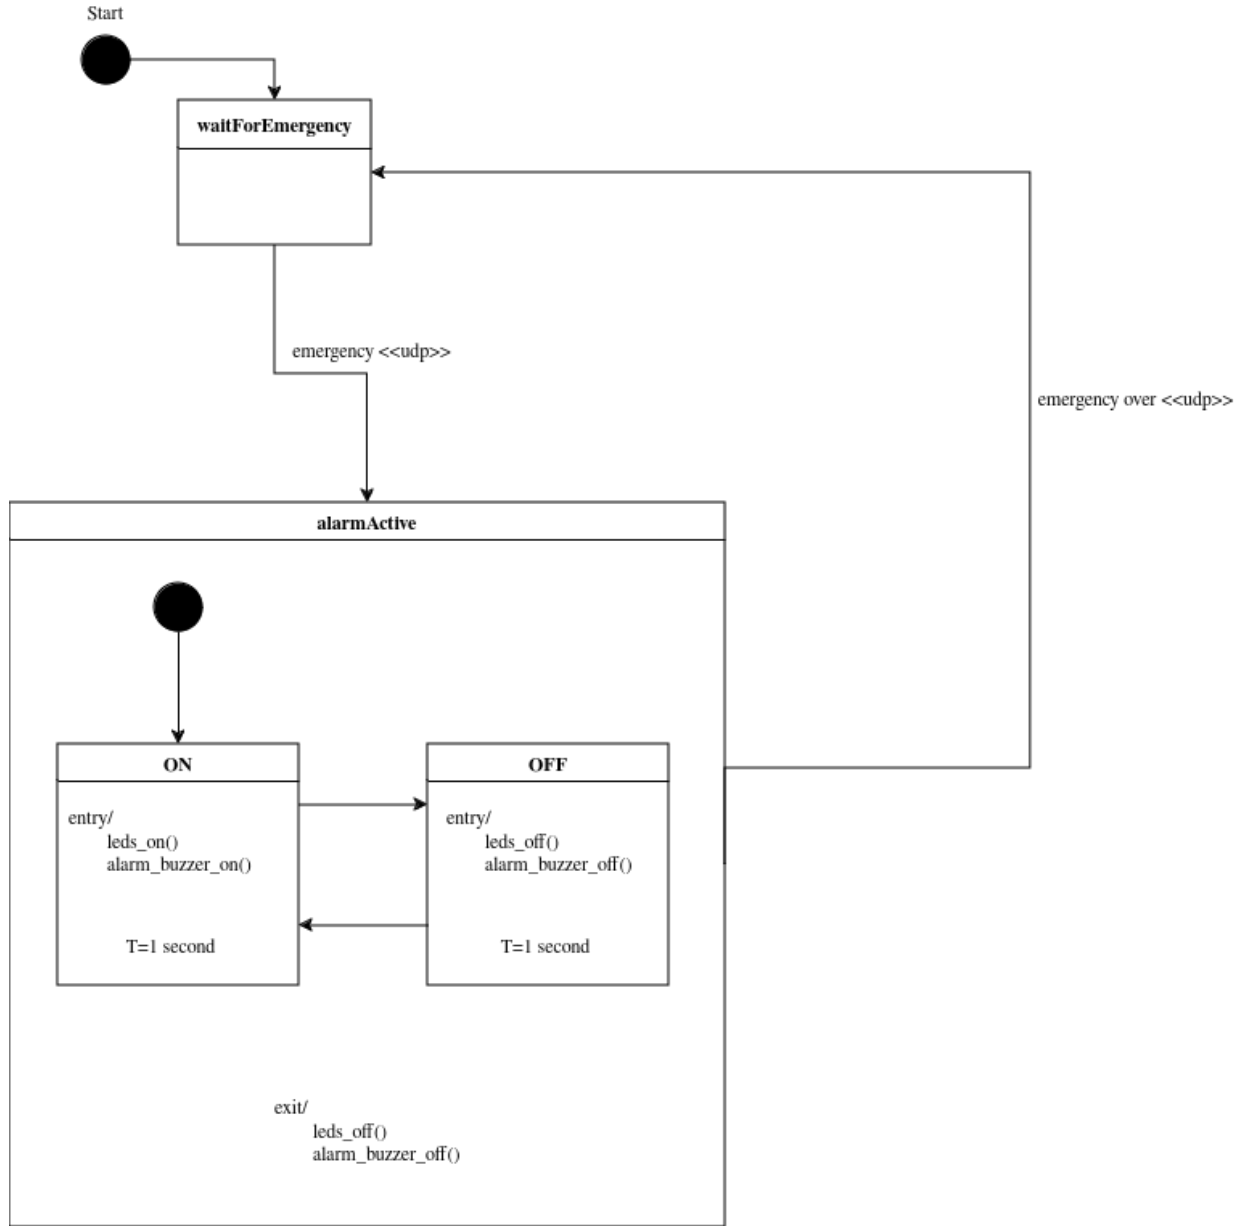 Start
waitForEmergency
emergency <<udp>>
emergency over <<udp>>
alarmActive
ON
entry/
leds_on()
alarm_buzzer_on()
T=1 second
OFF
entry/
leds_off()
alarm_buzzer_off()
T=1 second
exit/
leds_off()
alarm_buzzer_off()